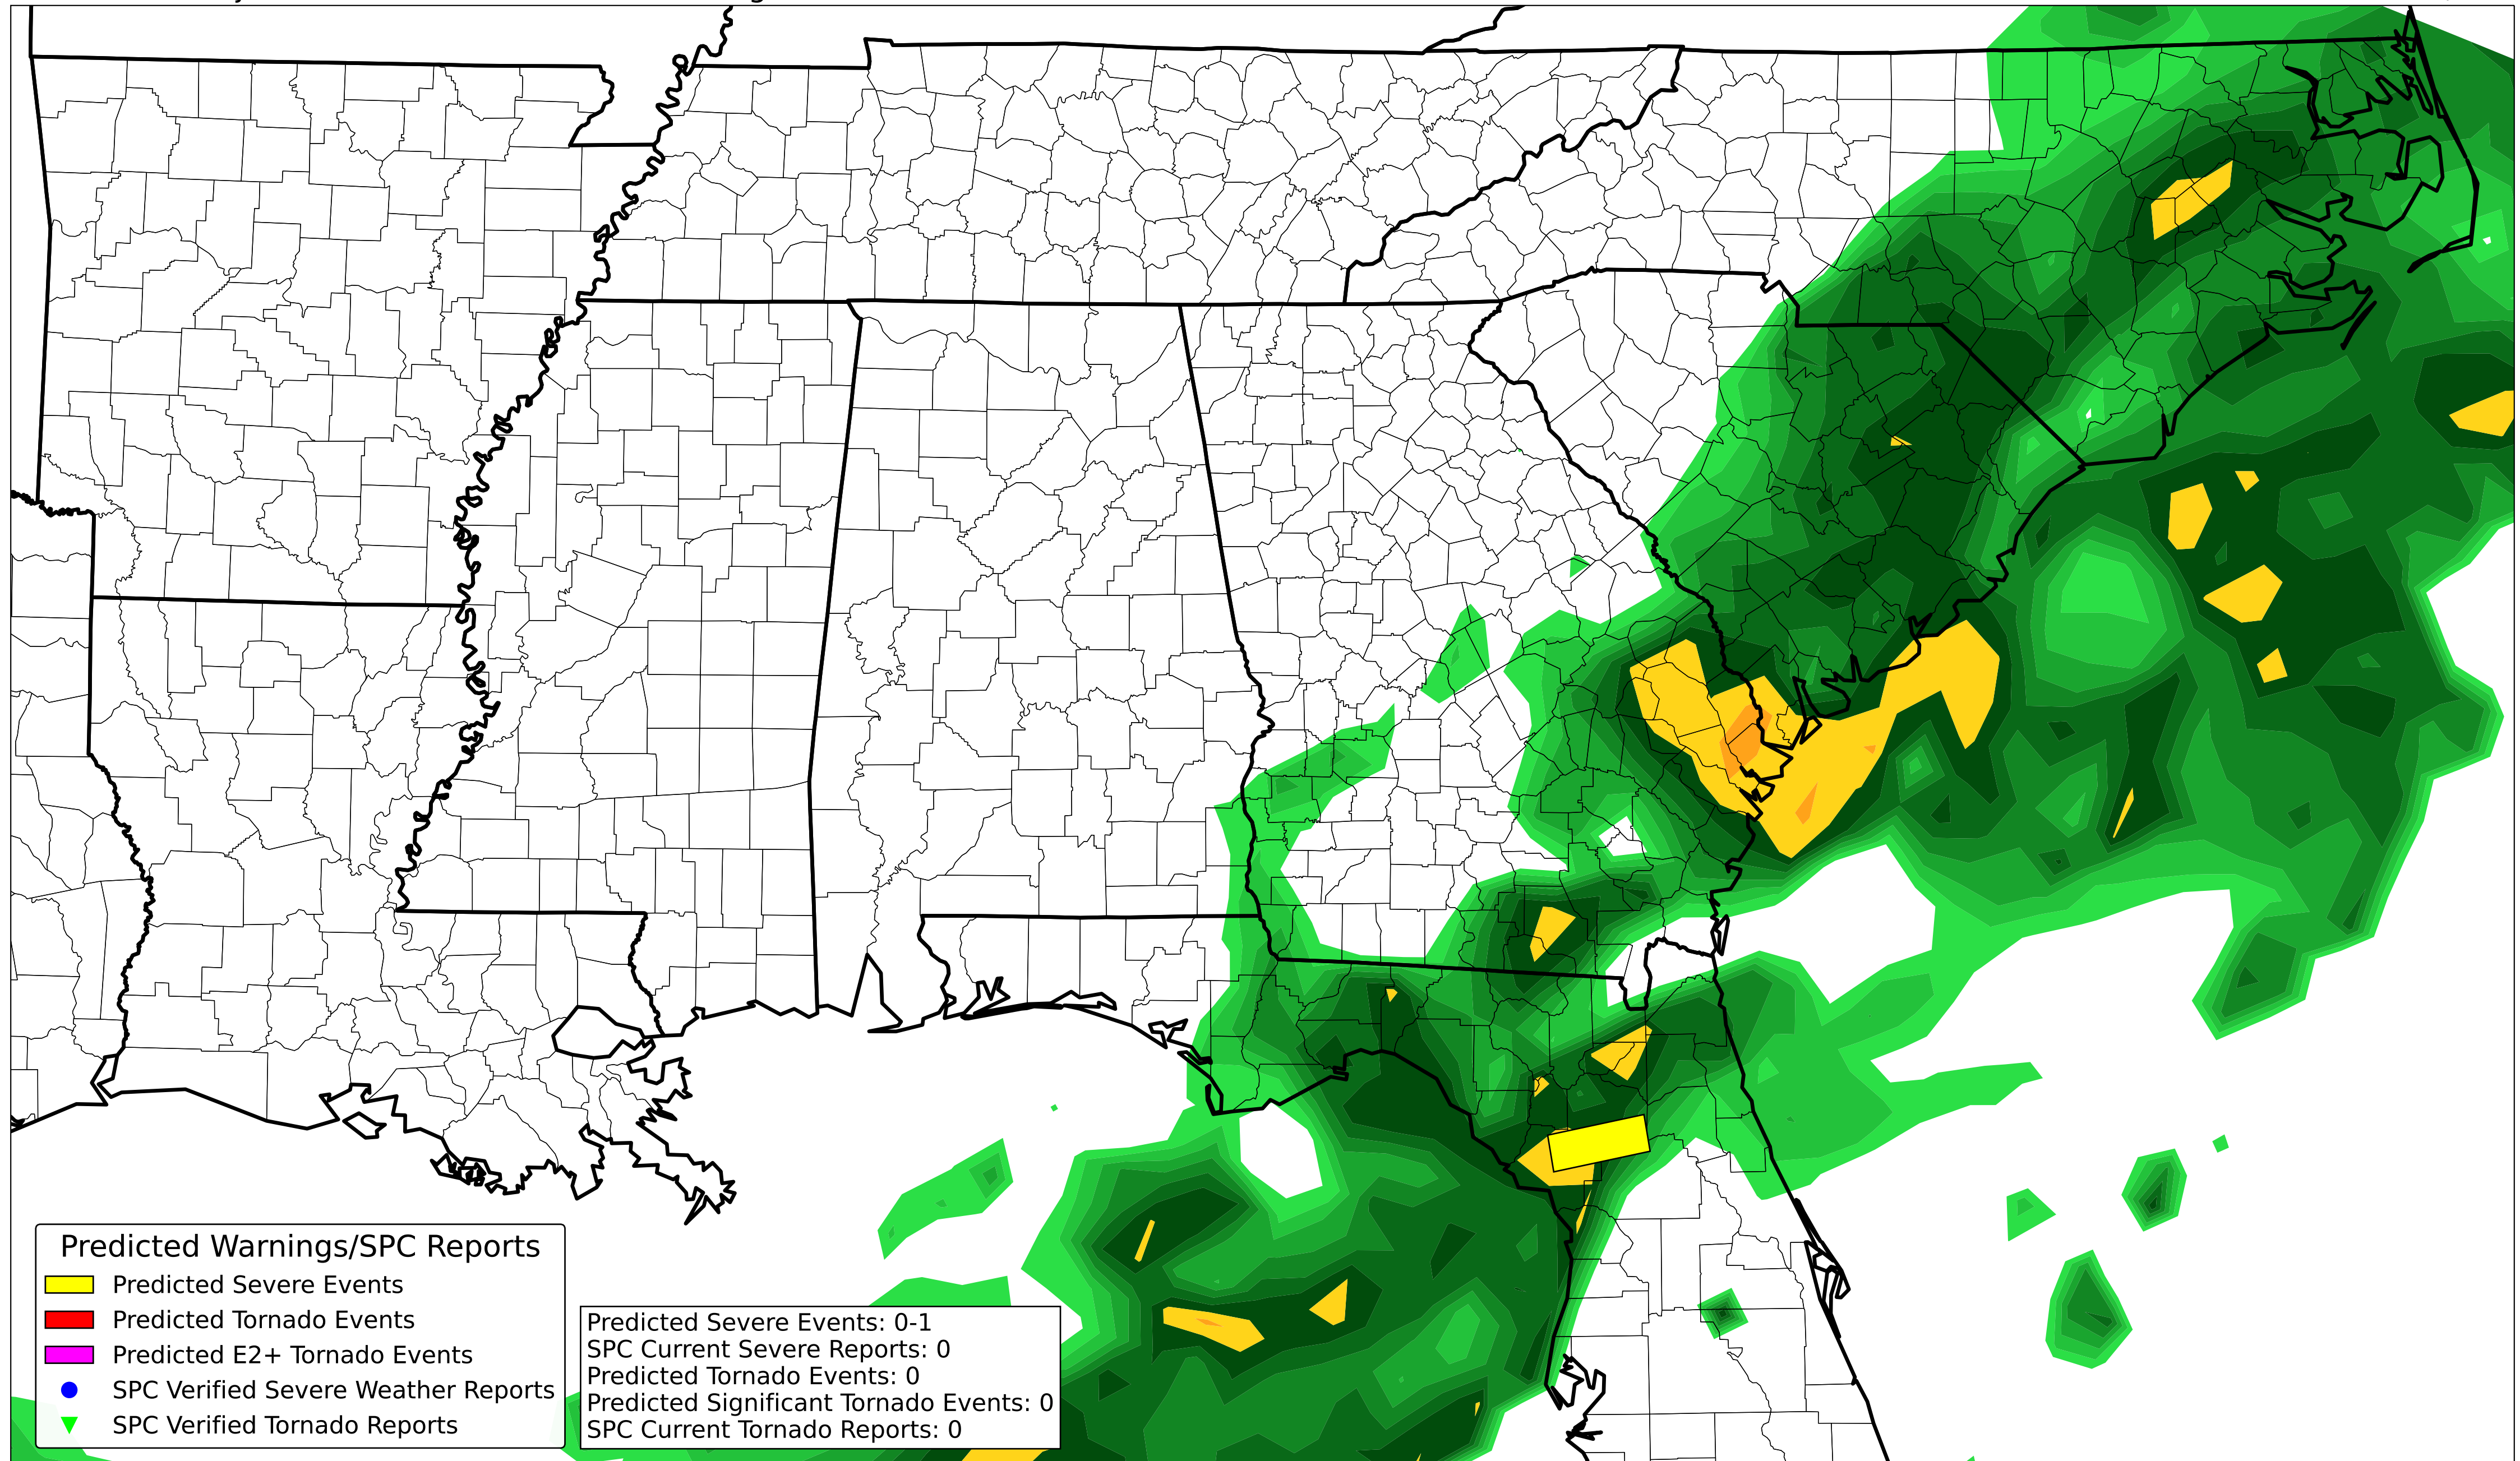 Predicted Warnings/SPC Reports
Predicted Severe Events
Predicted Tornado Events
Predicted E2+ Tornado Events
SPC Verified Severe Weather Reports
SPC Verified Tornado Reports
Predicted Severe Events: 0-1
SPC Current Severe Reports: 0
Predicted Tornado Events: 0
Predicted Significant Tornado Events: 0
SPC Current Tornado Reports: 0